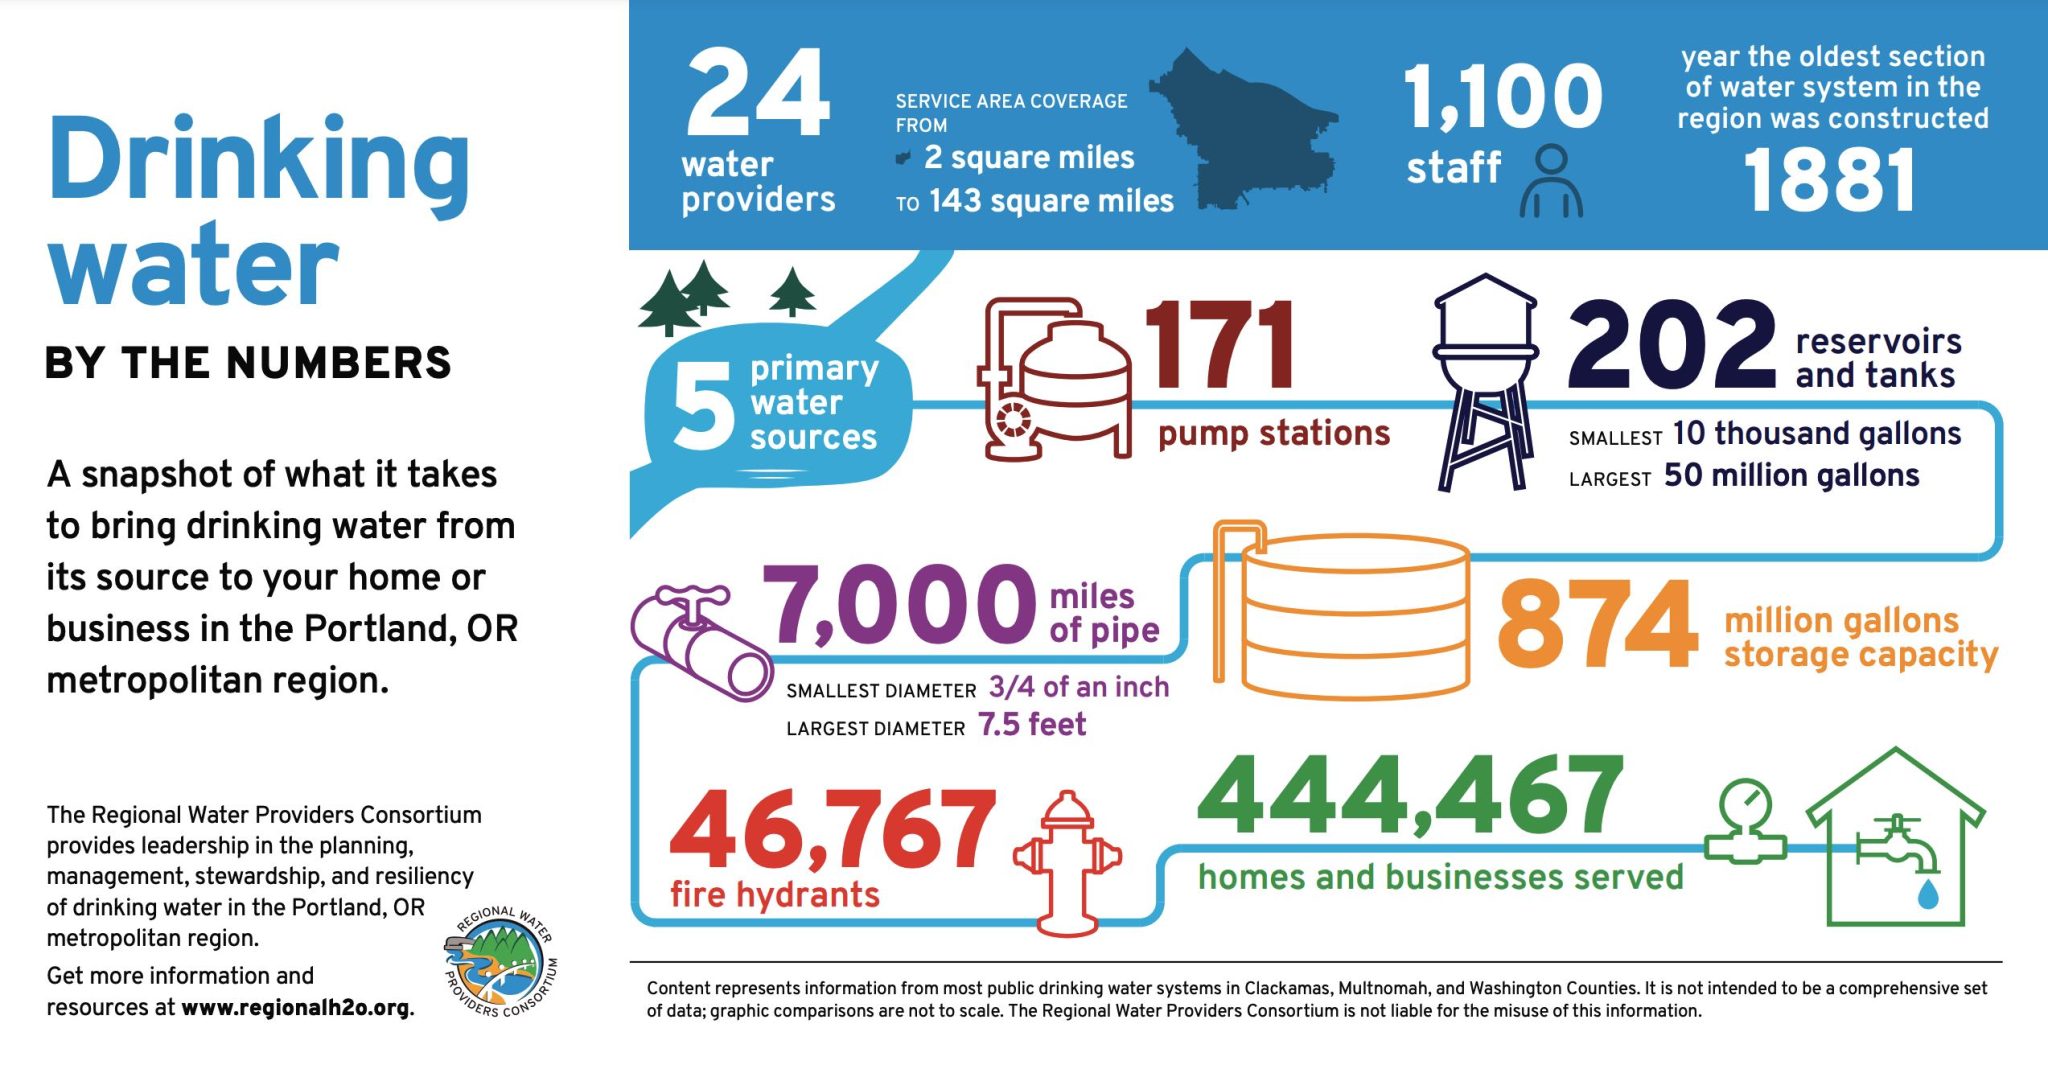 Drinking
water
BY THE NUMBERS
A snapshot of what it takes
to bring drinking water from
its source to your home or
business in the Portland, OR
metropolitan region.
The Regional Water Providers Consortium
provides leadership in the planning,
management, stewardship, and resiliency
of drinking water in the Portland, OR
metropolitan region.
Get more information and
resources at www.regionalh2o.org.
REGIONAL WATER
PROVIDERS CONSORTIUM
24
water
providers
SERVICE AREA COVERAGE
FROM
2 square miles
TO 143 square miles
1,100
staff
year the oldest section
of water system in the
region was constructed
1881
5
primary
water
sources
171
pump stations
202
reservoirs
and tanks
SMALLEST 10 thousand gallons
LARGEST 50 million gallons
7,000
miles
of pipe
SMALLEST DIAMETER 3/4 of an inch
LARGEST DIAMETER 7.5 feet
874
million gallons
storage capacity
46,767
fire hydrants
444,467
homes and businesses served
Content represents information from most public drinking water systems in Clackamas, Multnomah, and Washington Counties. It is not intended to be a comprehensive set
of data; graphic comparisons are not to scale. The Regional Water Providers Consortium is not liable for the misuse of this information.